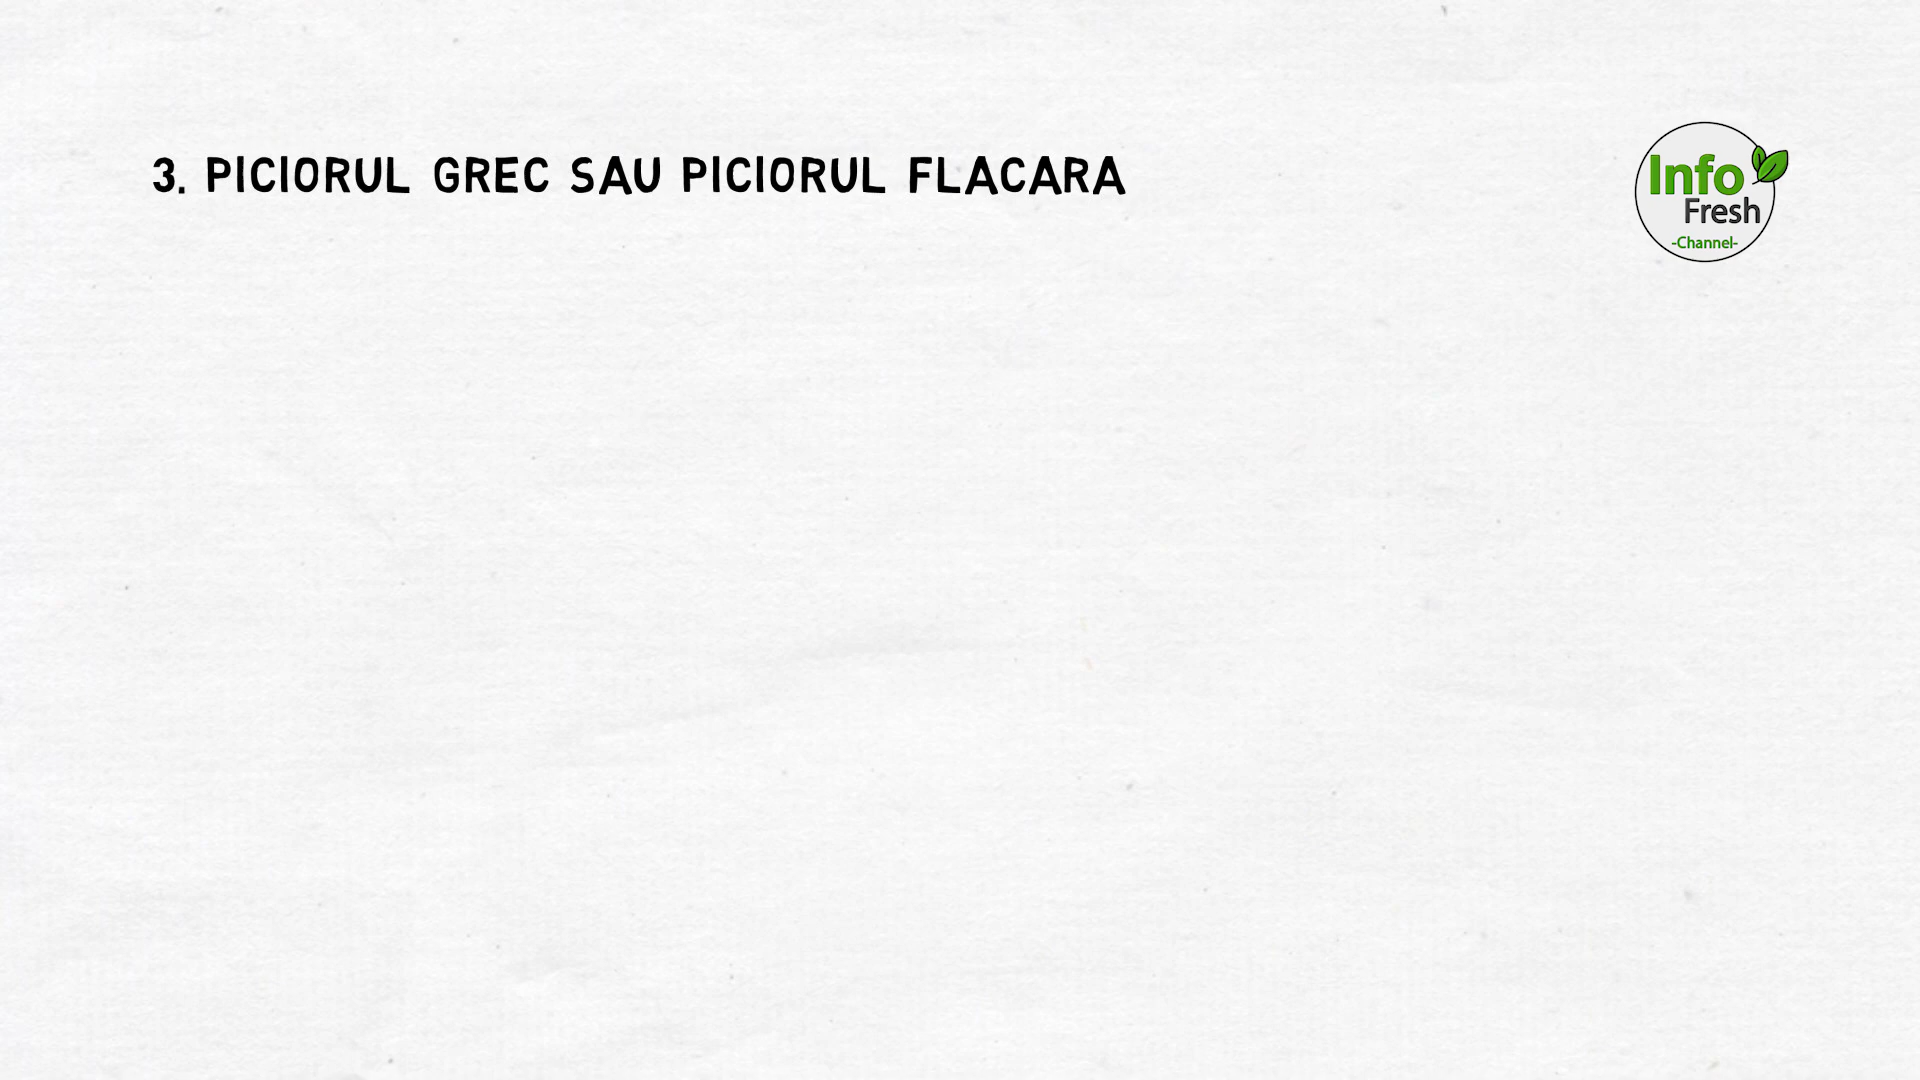 3. PICIORUL GREC SAU PICIORUL FLACARA
Info
Fresh
-Channel-